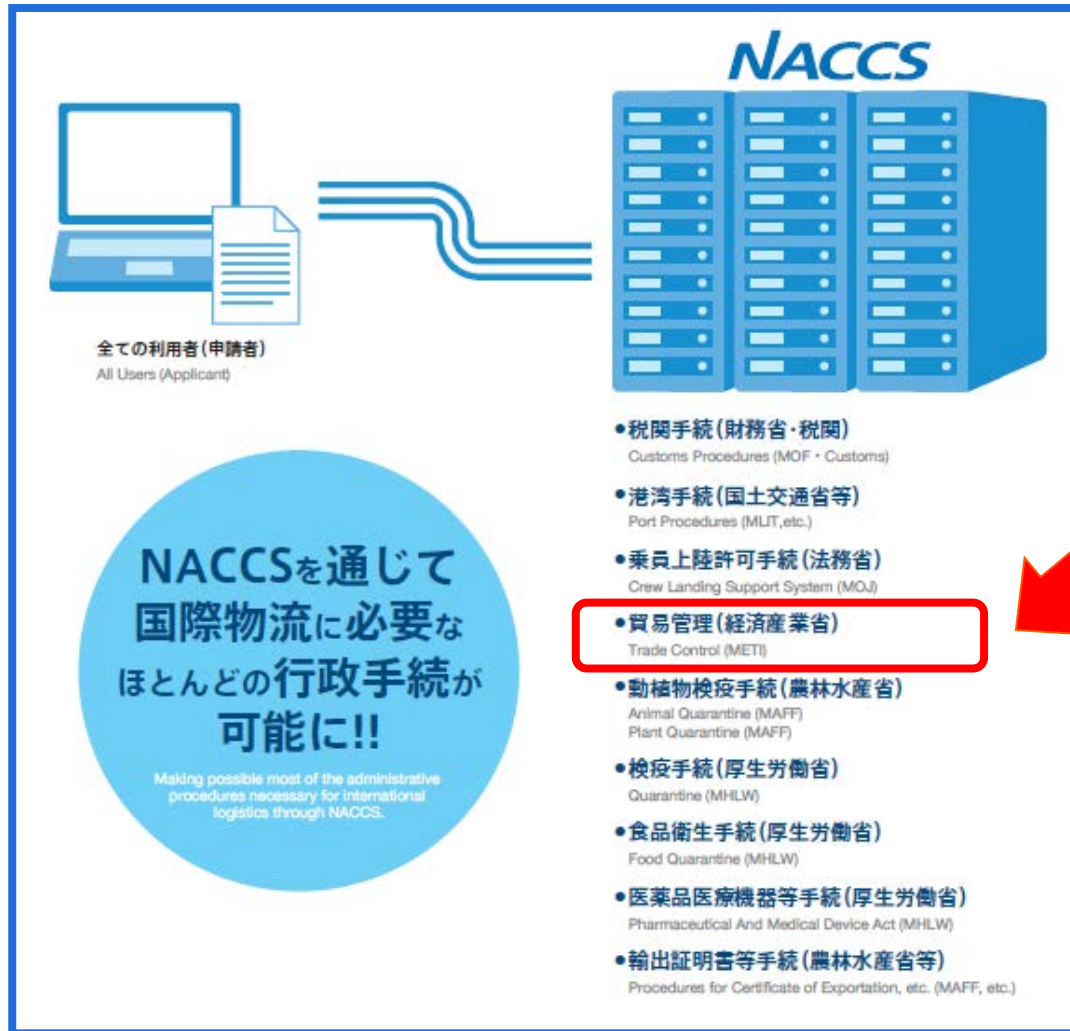 NACCS
全ての利用者(申請者)
All Users (Applicant)
NACCSを通じて
国際物流に必要な
ほとんどの行政手続が
可能に!!
Making possible most of the administrative
procedures necessary for international
logistics through NACCS.
•税関手続(財務省・税関)
Customs Procedures (MOF・Customs)
•港湾手続(国土交通省等)
Port Procedures (MLIT,etc.)
•乗員上陸許可手続(法務省)
Crew Landing Support System (MOJ)
•貿易管理(経済産業省)
Trade Control (METI)
•動植物検疫手続(農林水産省)
Animal Quarantine (MAFF)
Plant Quarantine (MAFF)
•検疫手続(厚生労働省)
Quarantine (MHLW)
•食品衛生手続(厚生労働省)
Food Quarantine (MHLW)
•医薬品医療機器等手続(厚生労働省)
Pharmaceutical And Medical Device Act (MHLW)
•輸出証明書等手続(農林水産省等)
Procedures for Certificate of Exportation, etc. (MAFF, etc.)